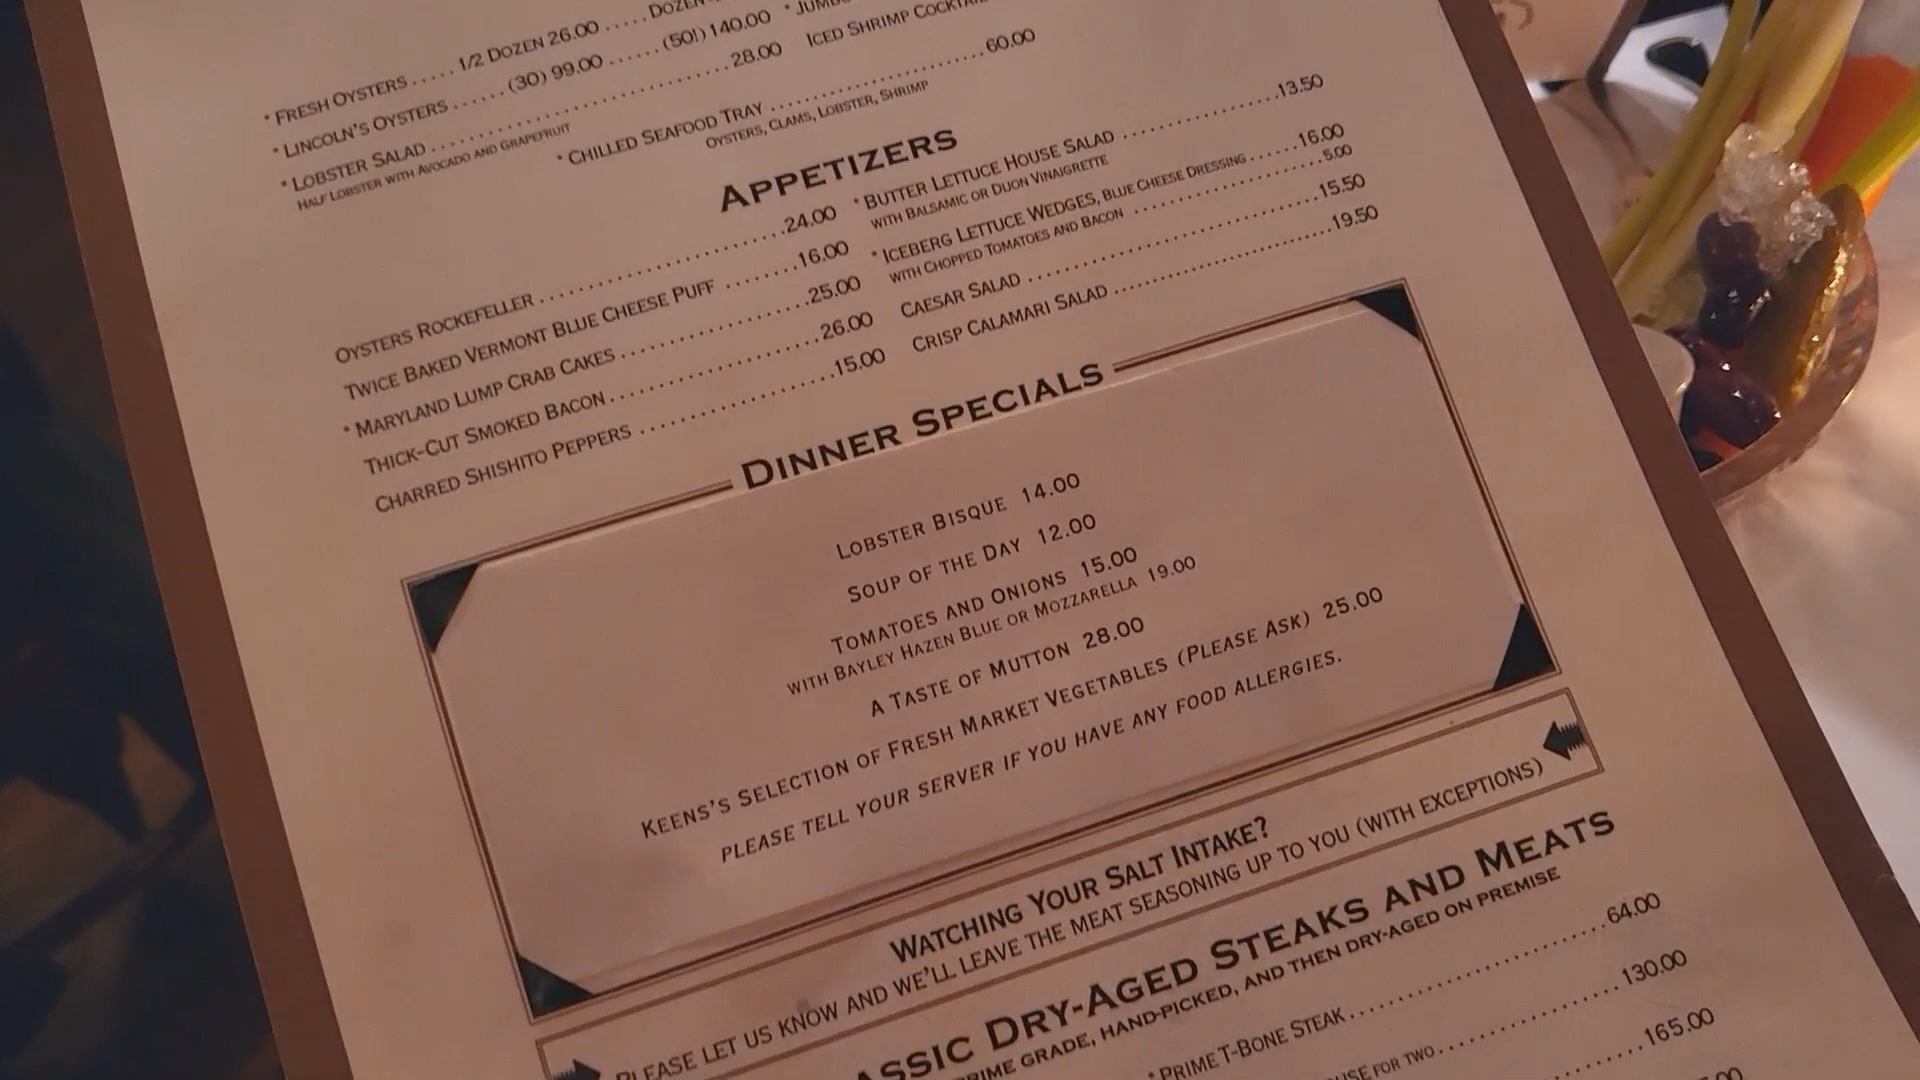 * FRESH OYSTERS ..... 1/2 DOZEN 26.00 ..... DOZEN
* LINCOLN'S OYSTERS ...... (30) 99.00 ...... (50!) 140.00
* LOBSTER SALAD ........ 28.00
HALF LOBSTER WITH AVOCADO AND GRAPEFRUIT
ICED SHRIMP
* CHILLED SEAFOOD TRAY ........ 60.00
OYSTERS, CLAMS, LOBSTER, SHRIMP
APPETIZERS
OYSTERS ROCKEFELLER ........ 24.00
TWICE BAKED VERMONT BLUE CHEESE PUFF ........ 16.00
* MARYLAND LUMP CRAB CAKES ........ 25.00
THICK-CUT SMOKED BACON ........ 26.00
CHARRED SHISHITO PEPPERS ........ 15.00
* BUTTER LETTUCE HOUSE SALAD ........ 13.50
WITH BALSAMIC OR DIJON VINAIGRETTE
* ICEBERG LETTUCE WEDGES, BLUE CHEESE DRESSING ...... 16.00
WITH CHOPPED TOMATOES AND BACON ........ 5.00
CAESAR SALAD ........ 15.50
CRISP CALAMARI SALAD ........ 19.50
DINNER SPECIALS
LOBSTER BISQUE 14.00
SOUP OF THE DAY 12.00
TOMATOES AND ONIONS 15.00
WITH BAYLEY HAZEN BLUE OR MOZZARELLA 19.00
A TASTE OF MUTTON 28.00
KEENS'S SELECTION OF FRESH MARKET VEGETABLES (PLEASE ASK) 25.00
PLEASE TELL YOUR SERVER IF YOU HAVE ANY FOOD ALLERGIES.
WATCHING YOUR SALT INTAKE?
PLEASE LET US KNOW AND WE'LL LEAVE THE MEAT SEASONING UP TO YOU (WITH EXCEPTIONS)
DRY-AGED STEAKS AND MEATS
GRADE, HAND-PICKED, AND THEN DRY-AGED ON PREMISE
* PRIME T-BONE STEAK ........ 64.00
FOR TWO ........ 130.00
165.00